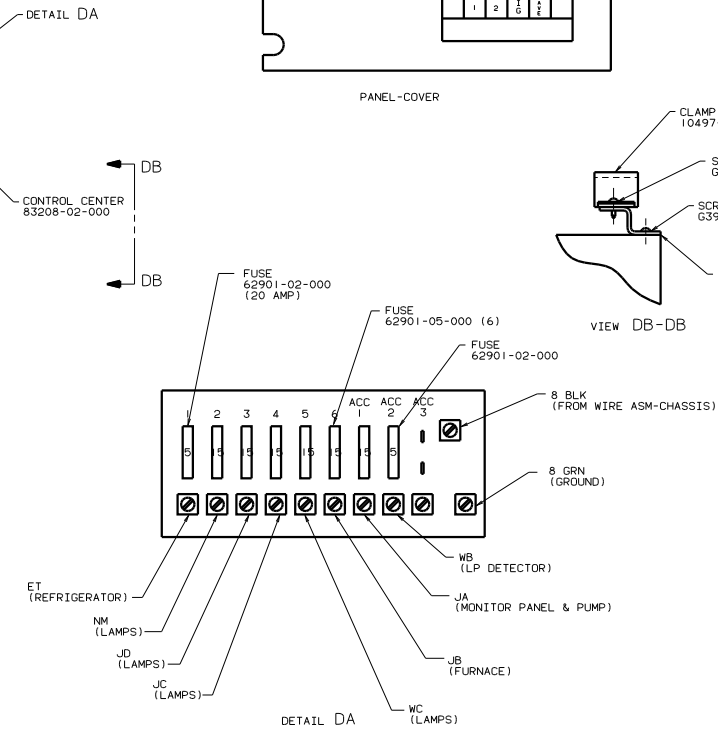 DETAIL DA
1 2 IG AVE
PANEL-COVER
CLAMP
10497
DB
CONTROL CENTER
83208-02-000
DB
VIEW DB-DB
FUSE
62901-02-000
(20 AMP)
FUSE
62901-05-000 (6)
FUSE
62901-02-000
8 BLK
(FROM WIRE ASM-CHASSIS)
ACC ACC ACC
1 2 3 4 5 6 1 2 3
5 15 15 15 15 15 15 5
8 GRN
(GROUND)
WB
(LP DETECTOR)
ET
(REFRIGERATOR)
JA
(MONITOR PANEL & PUMP)
NM
(LAMPS)
JD
(LAMPS)
JB
(FURNACE)
JC
(LAMPS)
WC
(LAMPS)
DETAIL DA